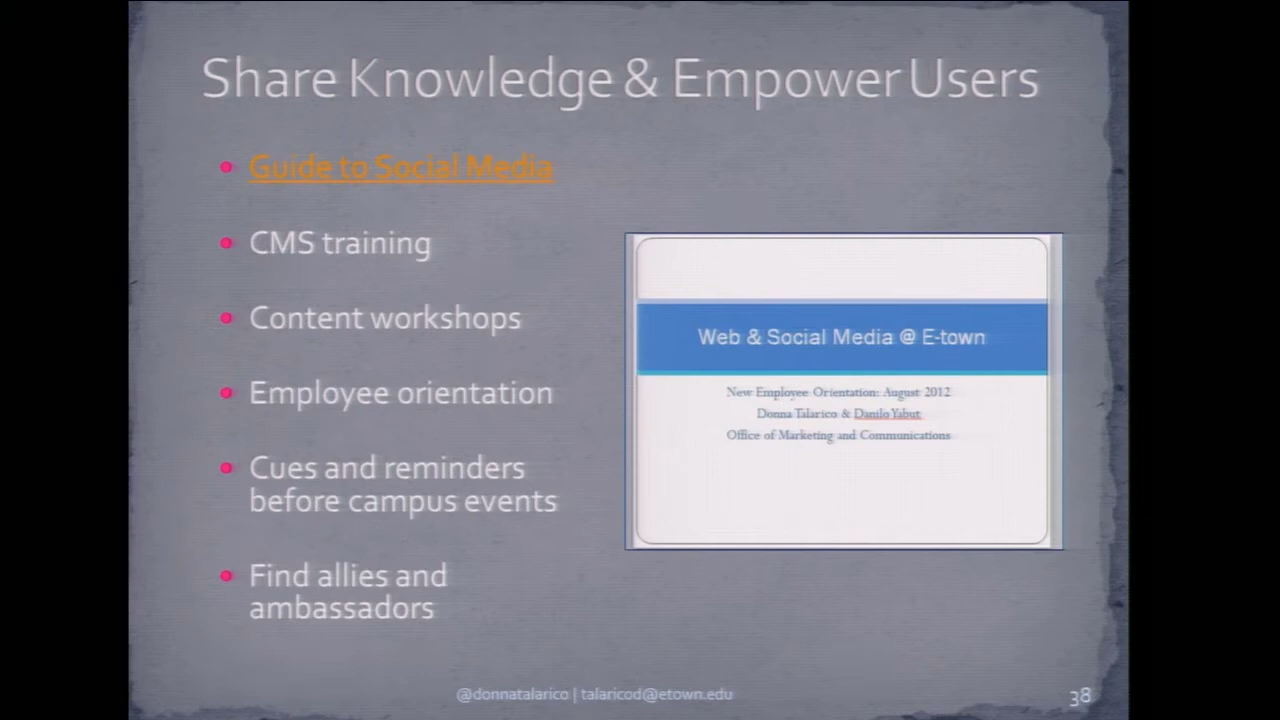 Share Knowledge & Empower Users
Guide to Social Media
CMS training
Content workshops
Employee orientation
Cues and reminders
before campus events
Find allies and
ambassadors
Web & Social Media @ E-town
New Employee Orientation: August 2012
Donna Talarico & Danilo Yabut
Office of Marketing and Communications
@donnatalarico | talaricod@etown.edu
38